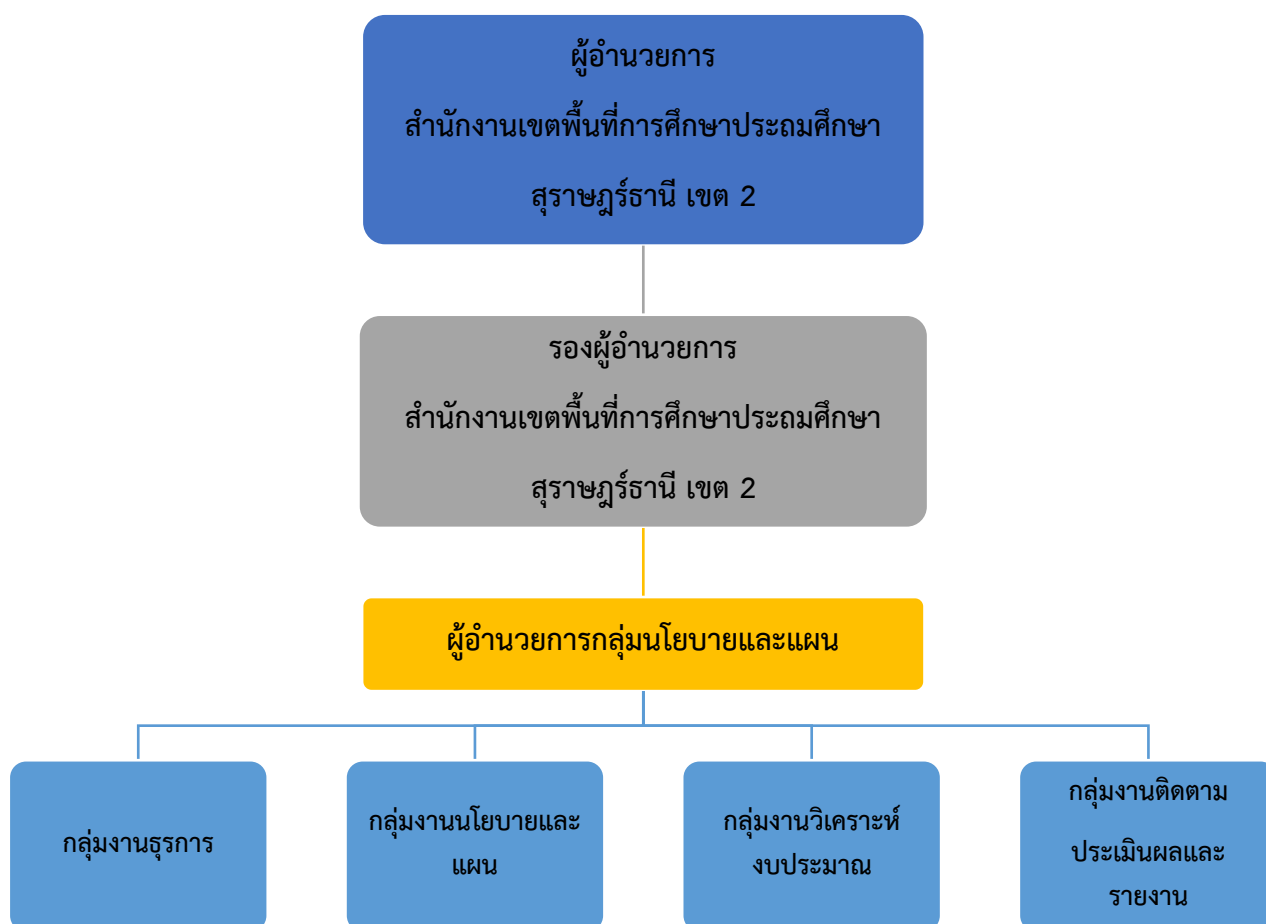 ผู้อำนวยการ
สำนักงานเขตพื้นที่การศึกษาประถมศึกษา
สุราษฎร์ธานี เขต 2
รองผู้อำนวยการ
สำนักงานเขตพื้นที่การศึกษาประถมศึกษา
สุราษฎร์ธานี เขต 2
ผู้อำนวยการกลุ่มนโยบายและแผน
กลุ่มงานธุรการ
กลุ่มงานนโยบายและ
แผน
กลุ่มงานวิเคราะห์
งบประมาณ
กลุ่มงานติดตาม
ประเมินผลและ
รายงาน